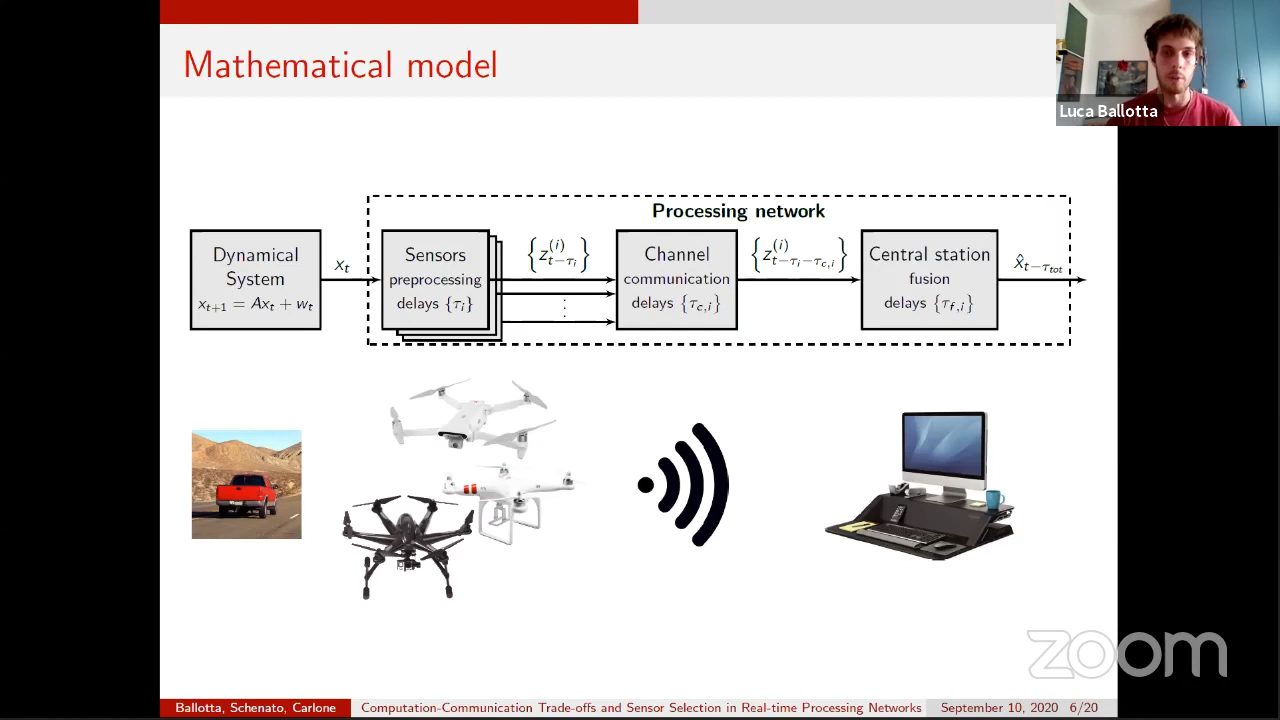 Mathematical model
Luca Ballotta
Processing network
Dynamical
System
x_{t+1} = Ax_t + w_t
x_t
Sensors
preprocessing
delays {τ_i}
{z^{(i)}_{t−τ_i}}
⋮
Channel
communication
delays {τ_{c,i}}
{z^{(i)}_{t−τ_i−τ_{c,i}}}
Central station
fusion
delays {τ_{f,i}}
x̂_{t−τ_{tot}}
zoom
Ballotta, Schenato, Carlone
Computation-Communication Trade-offs and Sensor Selection in Real-time Processing Networks
September 10, 2020 6/20